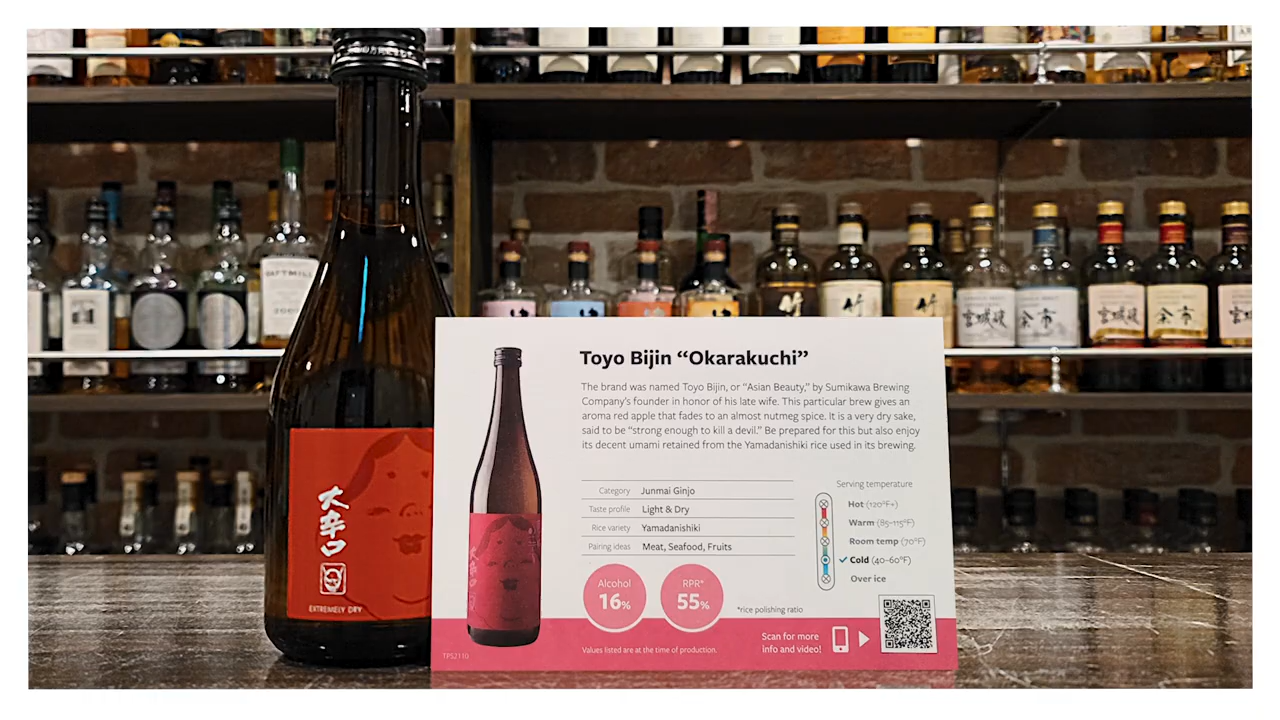 DAFTMILL
竹
竹
宮城峡
余市
宮城峡
余市
大辛口
EXTREMELY DRY
Toyo Bijin “Okarakuchi”
The brand was named Toyo Bijin, or “Asian Beauty,” by Sumikawa Brewing
Company’s founder in honor of his late wife. This particular brew gives an
aroma red apple that fades to an almost nutmeg spice. It is a very dry sake,
said to be “strong enough to kill a devil.” Be prepared for this but also enjoy
its decent umami retained from the Yamadanishiki rice used in its brewing.
Category Junmai Ginjo
Taste profile Light & Dry
Rice variety Yamadanishiki
Pairing ideas Meat, Seafood, Fruits
Serving temperature
Hot (120°F+)
Warm (85-115°F)
Room temp (70°F)
✓ Cold (40-60°F)
Over ice
Alcohol
16%
RPR*
55%
*rice polishing ratio
Scan for more
info and video!
Values listed are at the time of production.
TPS2110